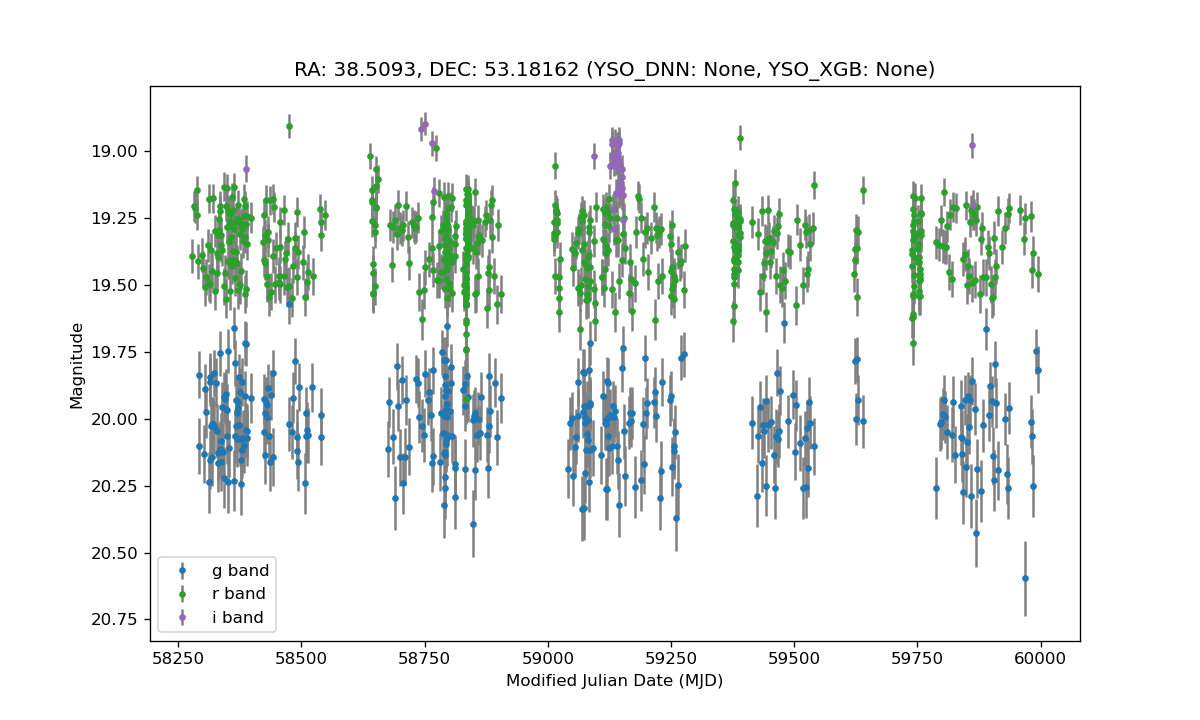 RA: 38.5093, DEC: 53.18162 (YSO_DNN: None, YSO_XGB: None)
Magnitude
19.00
19.25
19.50
19.75
20.00
20.25
20.50
20.75
g band
r band
i band
58250 58500 58750 59000 59250 59500 59750 60000
Modified Julian Date (MJD)